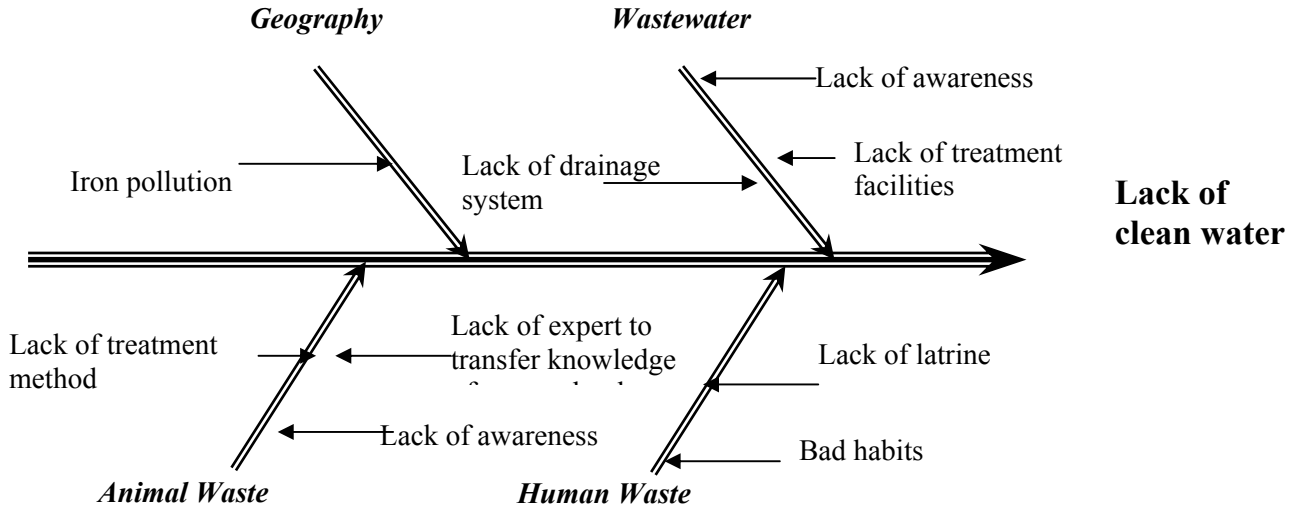 Geography
Wastewater
Lack of awareness
Iron pollution
Lack of drainage
system
Lack of treatment
facilities
Lack of
clean water
Lack of treatment
method
Lack of expert to
transfer knowledge
Lack of awareness
Lack of latrine
Bad habits
Animal Waste
Human Waste